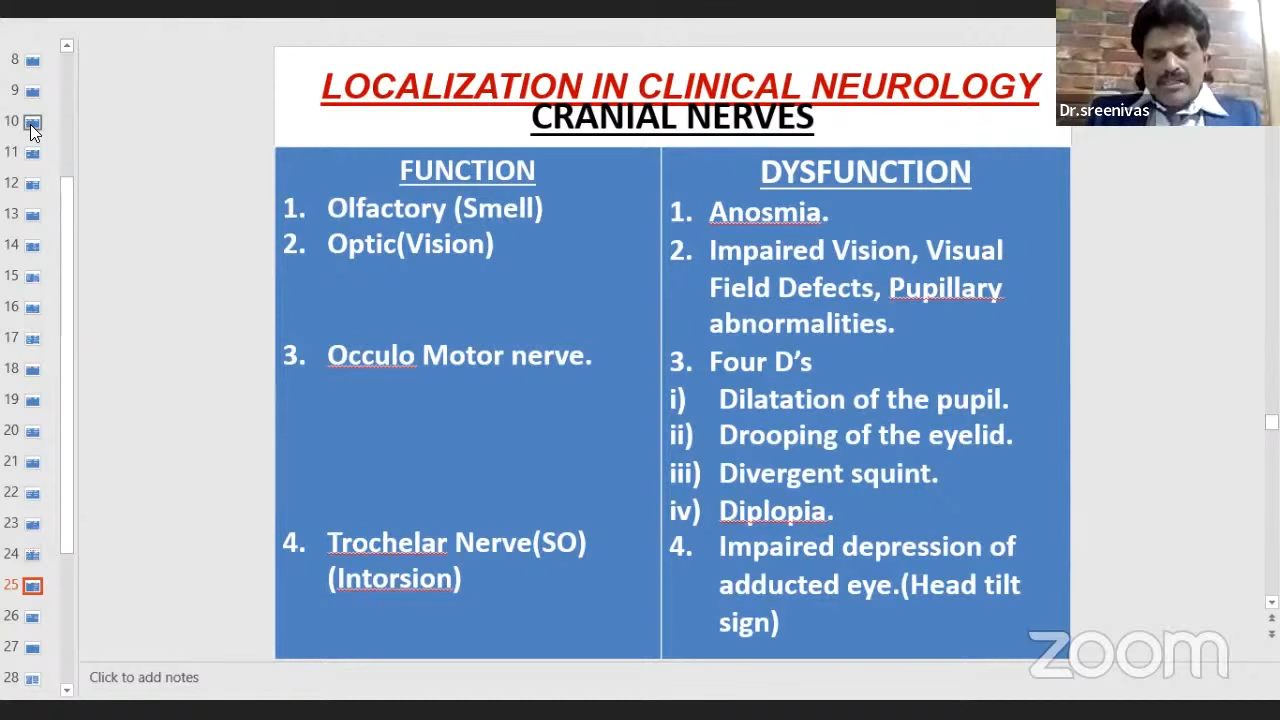 8
9
10
11
12
13
14
15
16
17
18
19
20
21
22
23
24
25
26
27
28
LOCALIZATION IN CLINICAL NEUROLOGY
CRANIAL NERVES
FUNCTION
1. Olfactory (Smell)
2. Optic(Vision)
3. Occulo Motor nerve.
4. Trochelar Nerve(SO)
(Intorsion)
DYSFUNCTION
1. Anosmia.
2. Impaired Vision, Visual
Field Defects, Pupillary
abnormalities.
3. Four D's
i) Dilatation of the pupil.
ii) Drooping of the eyelid.
iii) Divergent squint.
iv) Diplopia.
4. Impaired depression of
adducted eye.(Head tilt
sign)
Dr.sreenivas
zoom
Click to add notes